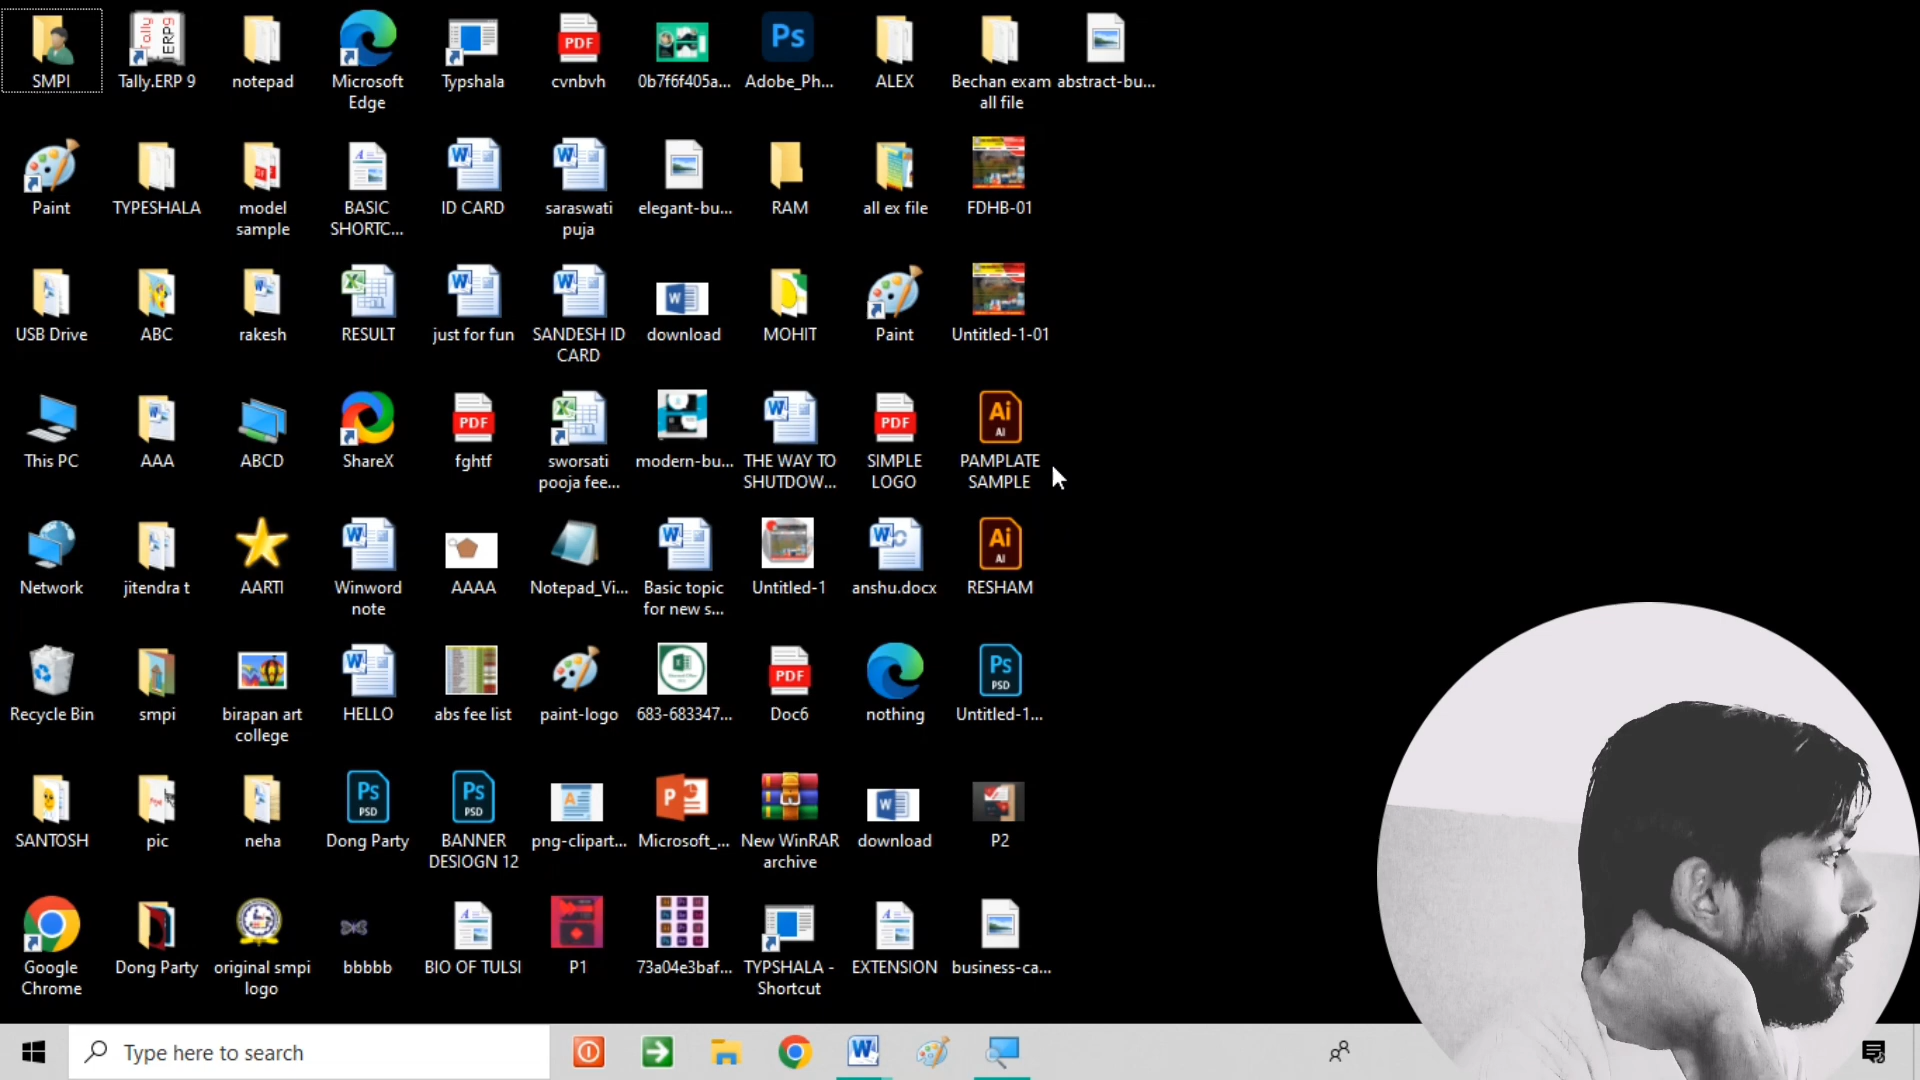 SMPI
Tally.ERP 9
notepad
Microsoft
Edge
Typshala
cvnbvh
0b7f6f405a...
Adobe_Ph...
ALEX
Bechan exam
all file
abstract-bu...
Paint
TYPESHALA
model
sample
BASIC
SHORTC...
ID CARD
saraswati
puja
elegant-bu...
RAM
all ex file
FDHB-01
USB Drive
ABC
rakesh
RESULT
just for fun
SANDESH ID
CARD
download
MOHIT
Paint
Untitled-1-01
This PC
AAA
ABCD
ShareX
fghtf
sworsati
pooja fee...
modern-bu...
THE WAY TO
SHUTDOW...
SIMPLE
LOGO
PAMPLATE
SAMPLE
Network
jitendra t
AARTI
Winword
note
AAAA
Notepad_Vi...
Basic topic
for new s...
Untitled-1
anshu.docx
RESHAM
Recycle Bin
smpi
birapan art
college
HELLO
abs fee list
paint-logo
683-683347...
Doc6
nothing
Untitled-1...
SANTOSH
pic
neha
Dong Party
BANNER
DESIOGN 12
png-clipart...
Microsoft_...
New WinRAR
archive
download
P2
Google
Chrome
Dong Party
original smpi
logo
bbbbb
BIO OF TULSI
P1
73a04e3baf...
TYPSHALA -
Shortcut
EXTENSION
business-ca...
Type here to search